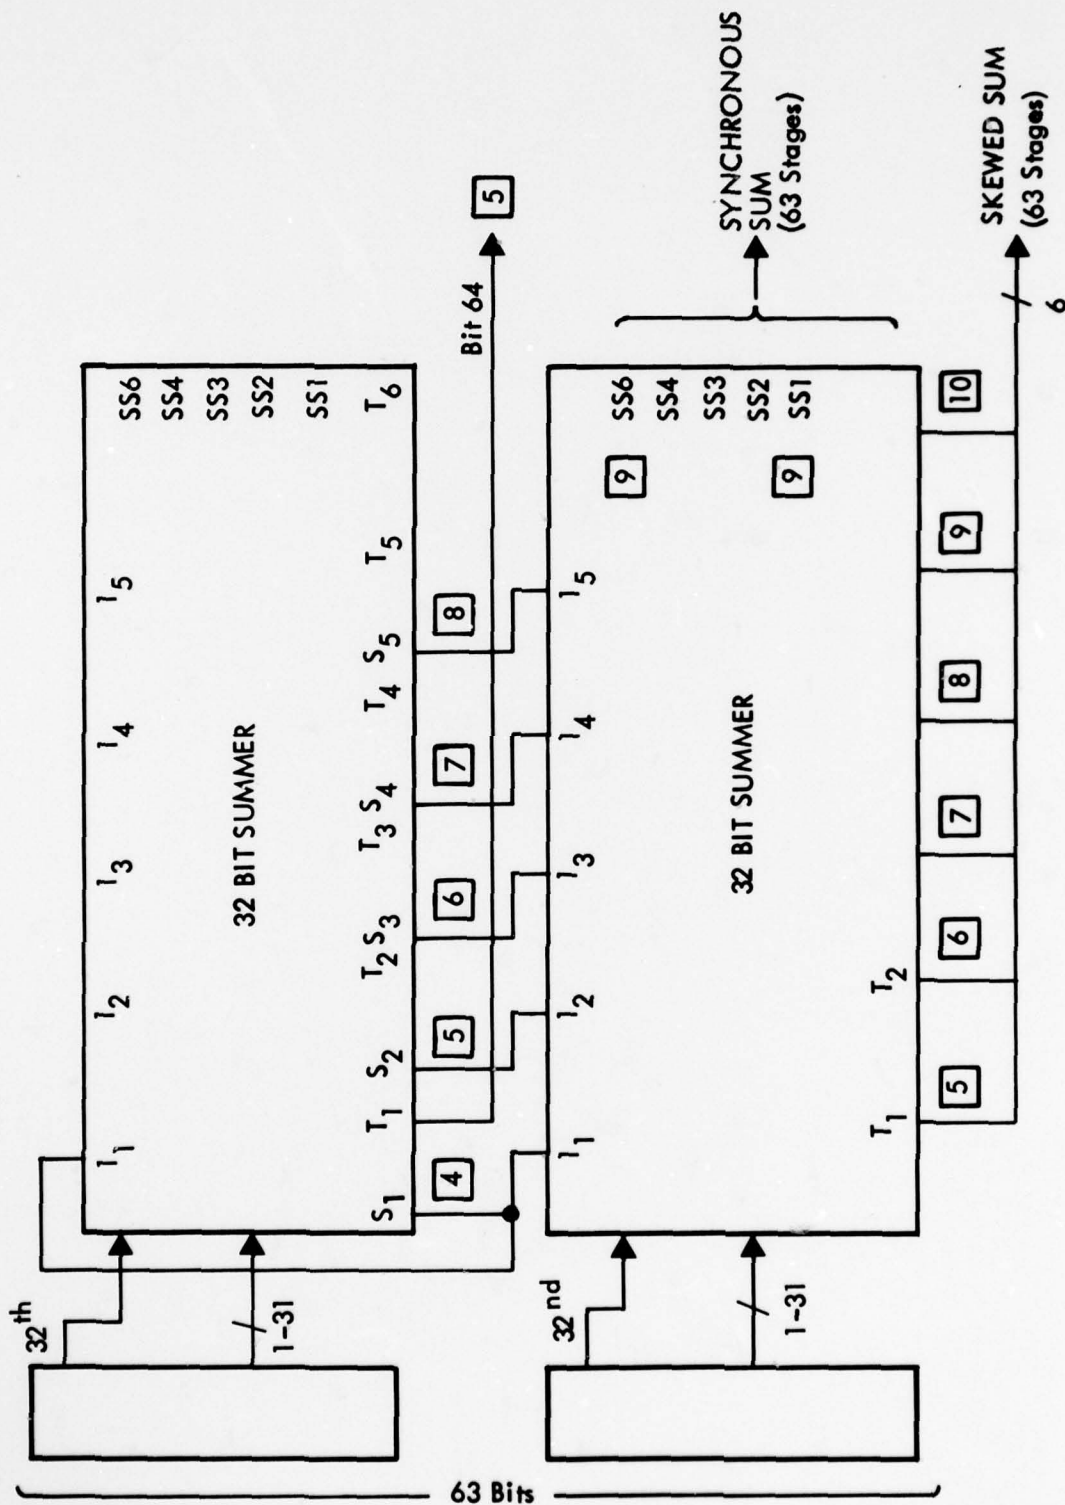 32th
1-31
I1
I2
I3
I4
I5
32 BIT SUMMER
SS6
SS4
SS3
SS2
SS1
S1
T1
S2
T2
S3
T3
S4
T4
S5
T5
T6
4
5
6
7
8
Bit 64
5
32nd
1-31
I1
I2
I3
I4
I5
32 BIT SUMMER
9
9
SS6
SS4
SS3
SS2
SS1
T1
T2
5
6
7
8
9
10
SYNCHRONOUS
SUM
(63 Stages)
SKEWED SUM
(63 Stages)
6
63 Bits